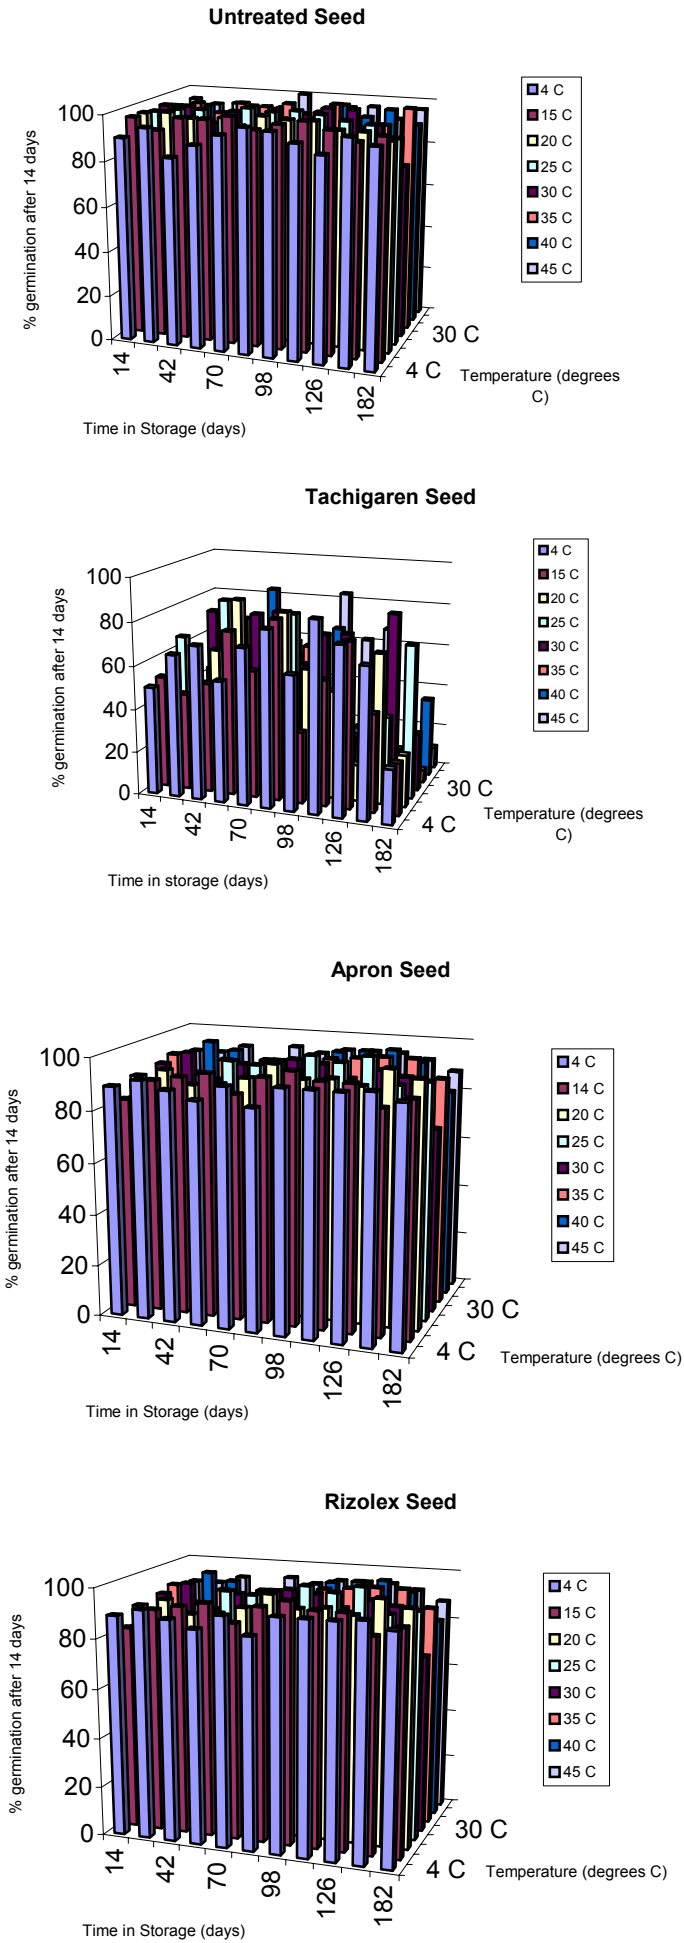 Untreated Seed
% germination after 14 days
100
80
60
40
20
0
14
42
70
98
126
182
Time in Storage (days)
4 C
30 C
Temperature (degrees
C)
4 C
15 C
20 C
25 C
30 C
35 C
40 C
45 C
Tachigaren Seed
% germination after 14 days
100
80
60
40
20
0
14
42
70
98
126
182
Time in storage (days)
4 C
30 C
Temperature (degrees
C)
4 C
15 C
20 C
25 C
30 C
35 C
40 C
45 C
Apron Seed
% germination after 14 days
100
80
60
40
20
0
14
42
70
98
126
182
Time in Storage (days)
4 C
30 C
Temperature (degrees C)
4 C
14 C
20 C
25 C
30 C
35 C
40 C
45 C
Rizolex Seed
% germination after 14 days
100
80
60
40
20
0
14
42
70
98
126
182
Time in Storage (days)
4 C
30 C
Temperature (degrees C)
4 C
15 C
20 C
25 C
30 C
35 C
40 C
45 C